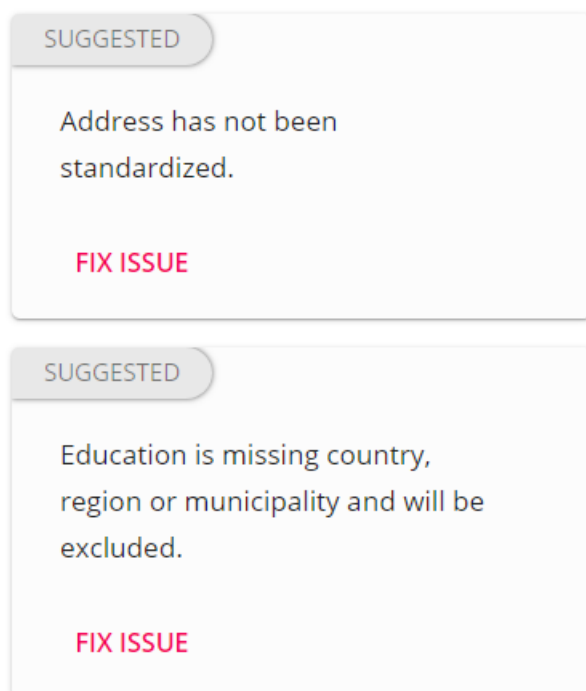 SUGGESTED
Address has not been
standardized.
FIX ISSUE
SUGGESTED
Education is missing country,
region or municipality and will be
excluded.
FIX ISSUE